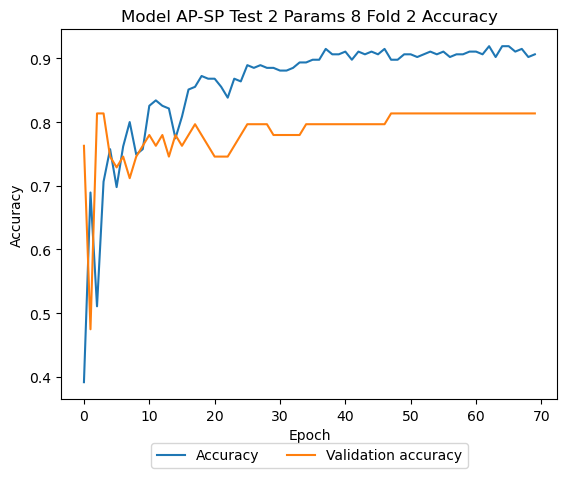 Model AP-SP Test 2 Params 8 Fold 2 Accuracy
0.9
0.8
0.7
0.6
0.5
0.4
Accuracy
0 10 20 30 40 50 60 70
Epoch
Accuracy Validation accuracy